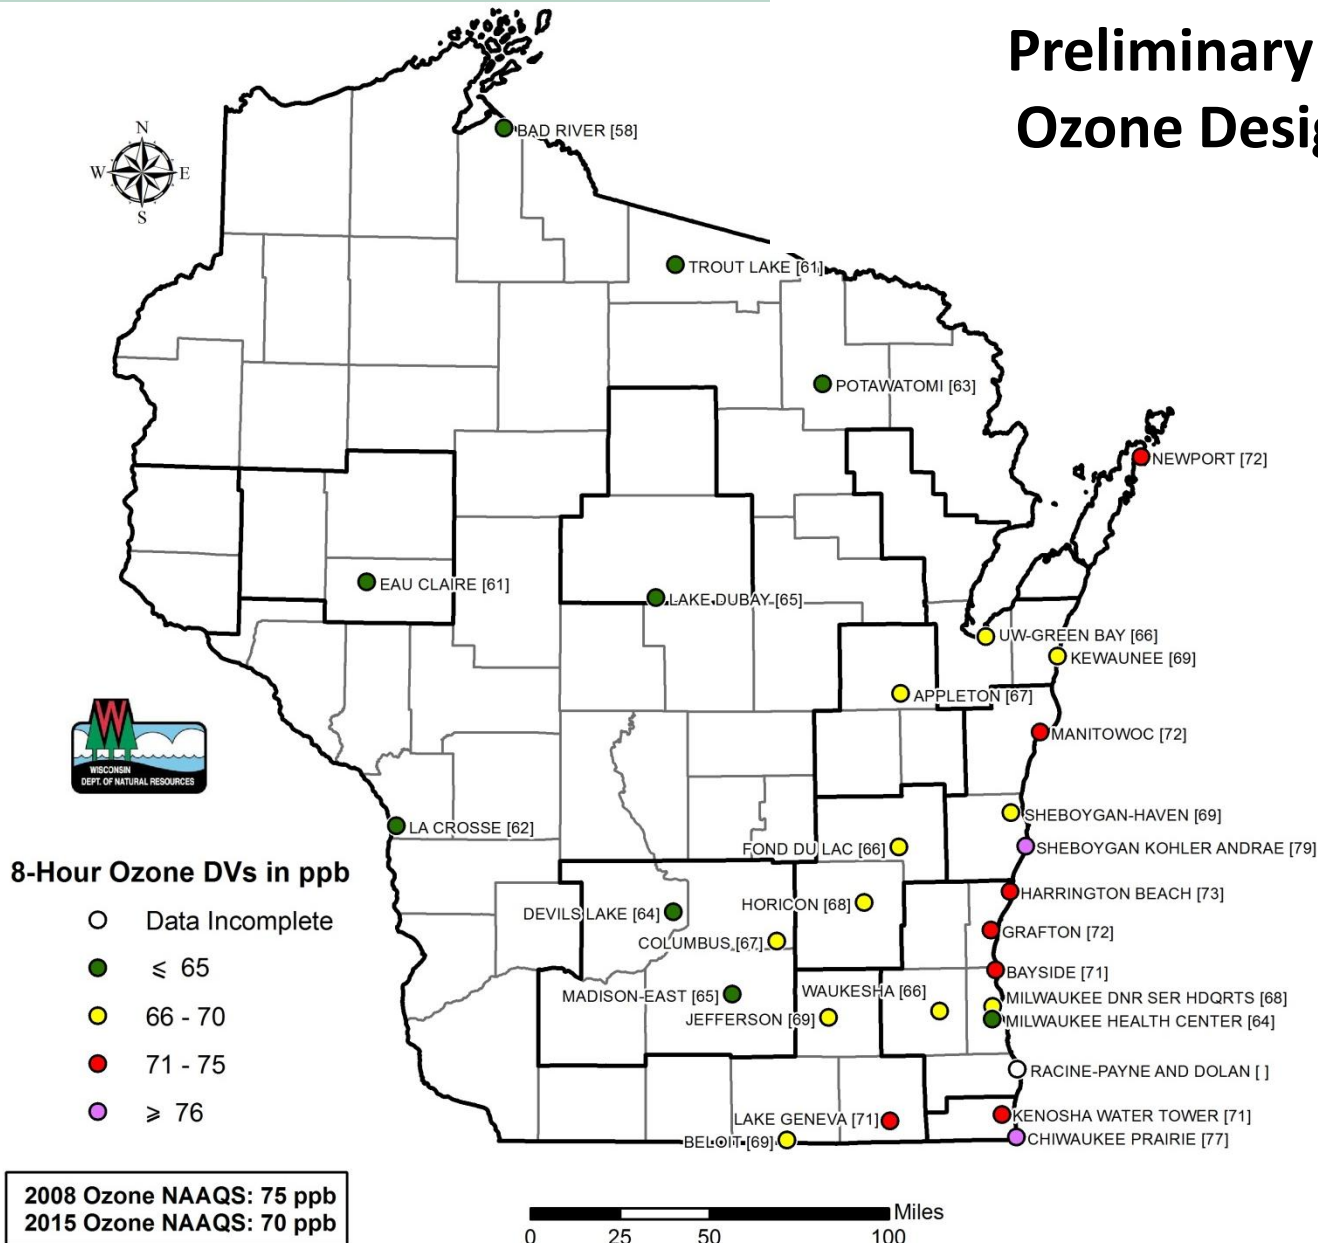 Preliminary
Ozone Desig
N
W E
S
BAD RIVER [58]
TROUT LAKE [61]
POTAWATOMI [63]
NEWPORT [72]
EAU CLAIRE [61]
LAKE DUBAY [65]
UW-GREEN BAY [66]
KEWAUNEE [69]
APPLETON [67]
MANITOWOC [72]
W
WISCONSIN
DEPT. OF NATURAL RESOURCES
SHEBOYGAN-HAVEN [69]
LA CROSSE [62]
FOND DU LAC [66]
SHEBOYGAN KOHLER ANDRAE [79]
HARRINGTON BEACH [73]
HORICON [68]
DEVILS LAKE [64]
GRAFTON [72]
COLUMBUS [67]
BAYSIDE [71]
WAUKESHA [66]
MADISON-EAST [65]
MILWAUKEE DNR SER HDQRTS [68]
JEFFERSON [69]
MILWAUKEE HEALTH CENTER [64]
RACINE-PAYNE AND DOLAN [ ]
LAKE GENEVA [71]
KENOSHA WATER TOWER [71]
BELOIT [69]
CHIWAUKEE PRAIRIE [77]
8-Hour Ozone DVs in ppb
Data Incomplete
⩽ 65
66 - 70
71 - 75
⩾ 76
2008 Ozone NAAQS: 75 ppb
2015 Ozone NAAQS: 70 ppb
Miles
0 25 50 100